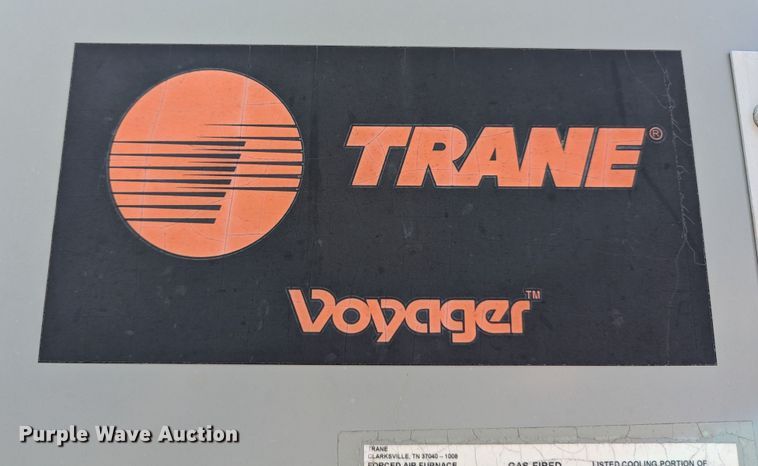 TRANE®
Voyager™
TRANE
CLARKSVILLE, TN 37040 – 1008
FORCED AIR FURNACE GAS FIRED LISTED COOLING PORTION OF
Purple Wave Auction